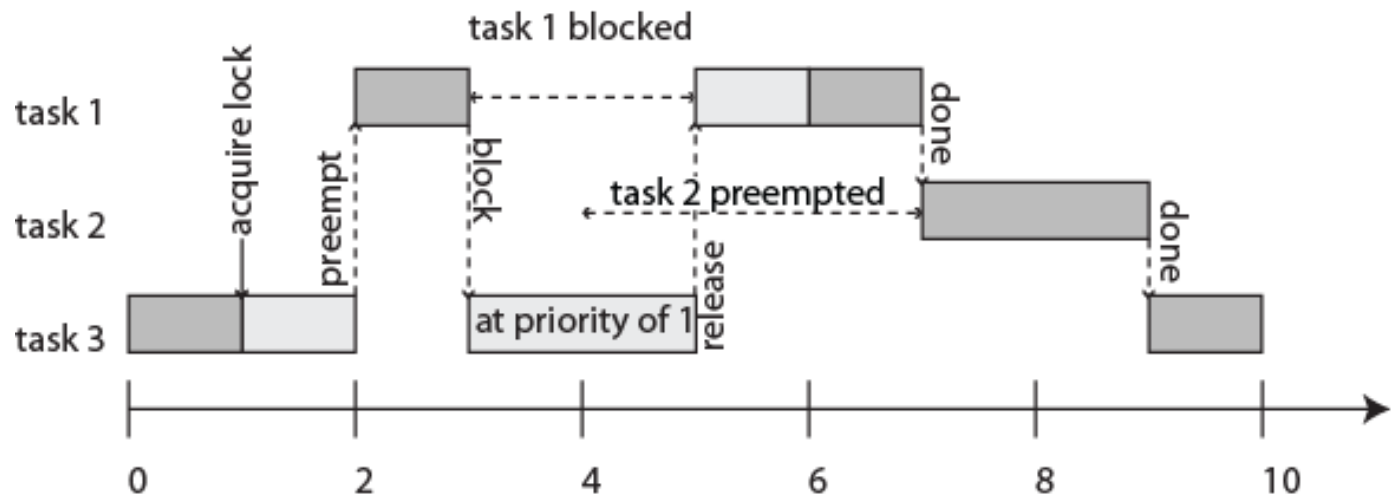 task 1 blocked
task 1
acquire lock
preempt
block
done
task 2 preempted
task 2
release
done
task 3
at priority of 1
0 2 4 6 8 10